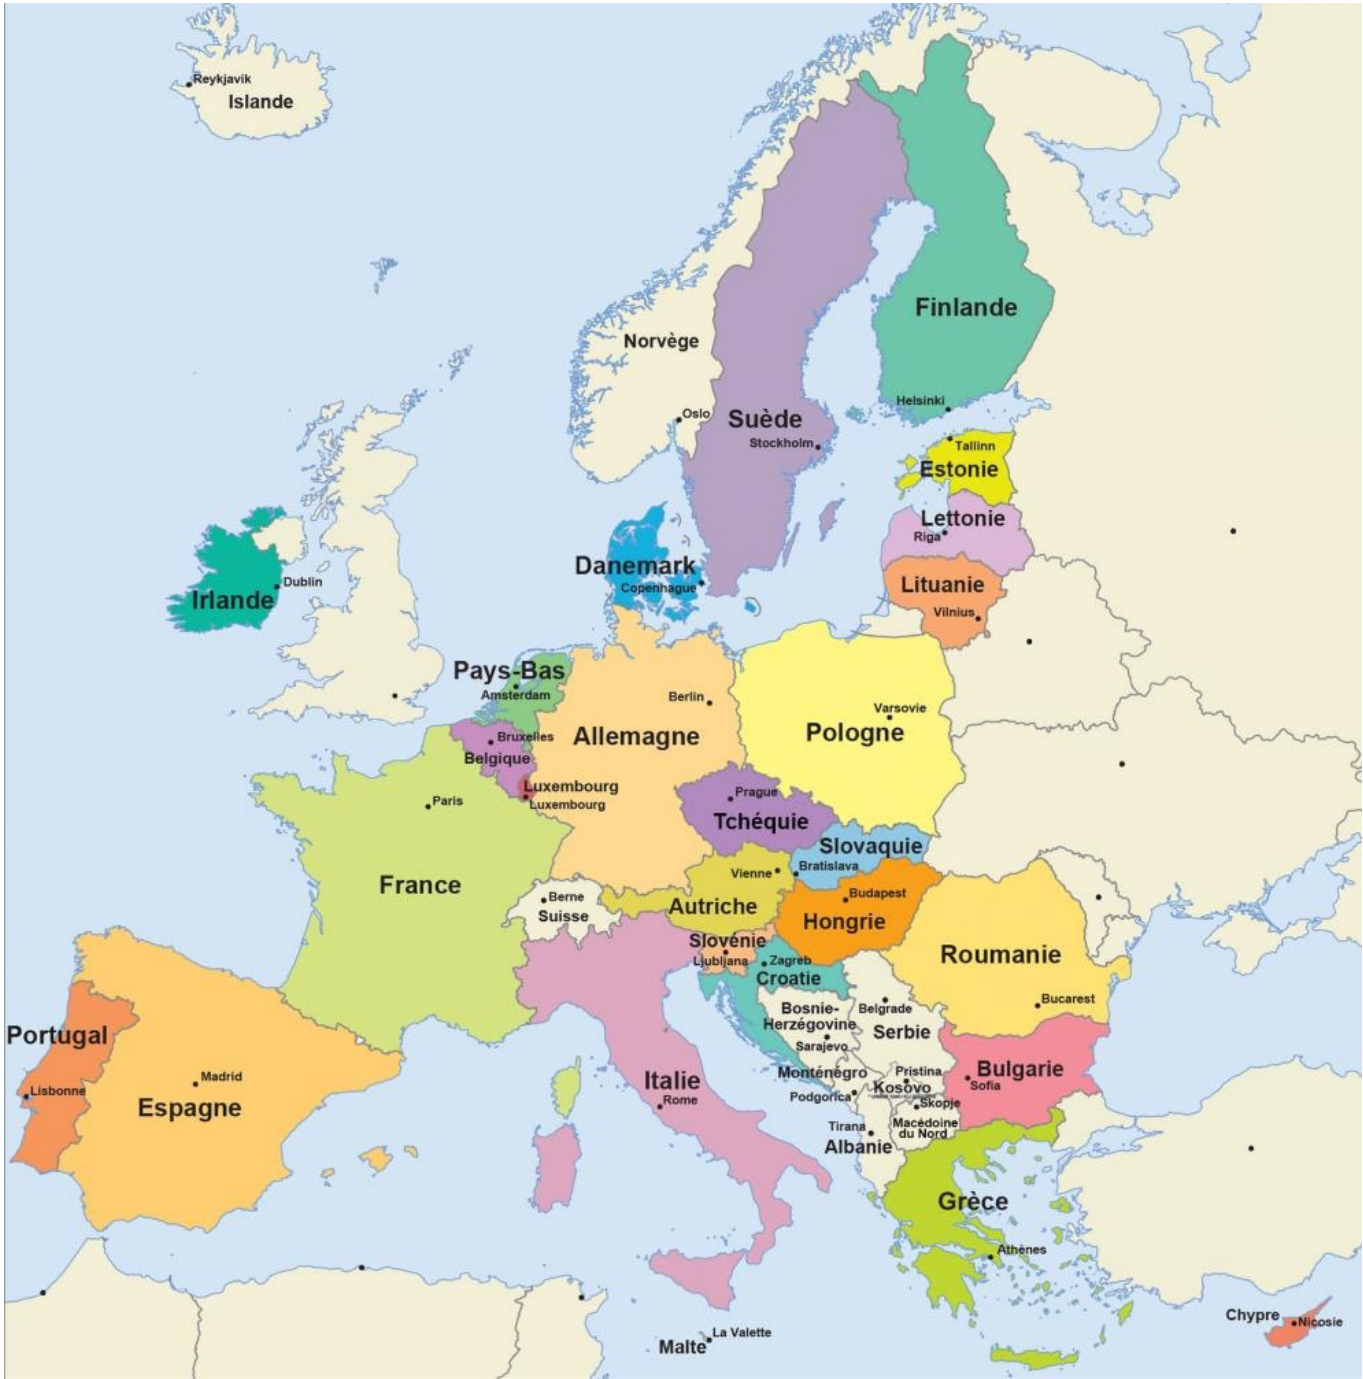 Reykjavik
Islande
Finlande
Norvège
Helsinki
Oslo
Suède
Stockholm
Tallinn
Estonie
Lettonie
Riga
Danemark
Copenhague
Dublin
Irlande
Lituanie
Vilnius
Pays-Bas
Amsterdam
Berlin
Varsovie
Pologne
Allemagne
Bruxelles
Belgique
Luxembourg
Luxembourg
Paris
Prague
Tchéquie
Slovaquie
Bratislava
Vienne
France
Berne
Suisse
Autriche
Budapest
Hongrie
Slovénie
Ljubljana
Zagreb
Croatie
Roumanie
Bucarest
Bosnie-
Herzégovine
Sarajevo
Belgrade
Serbie
Portugal
Lisbonne
Madrid
Espagne
Italie
Rome
Monténégro
Podgorica
Pristina
Kosovo
Bulgarie
Sofia
Skopje
Macédoine
du Nord
Tirana
Albanie
Grèce
Athènes
Chypre
Nicosie
La Valette
Malte